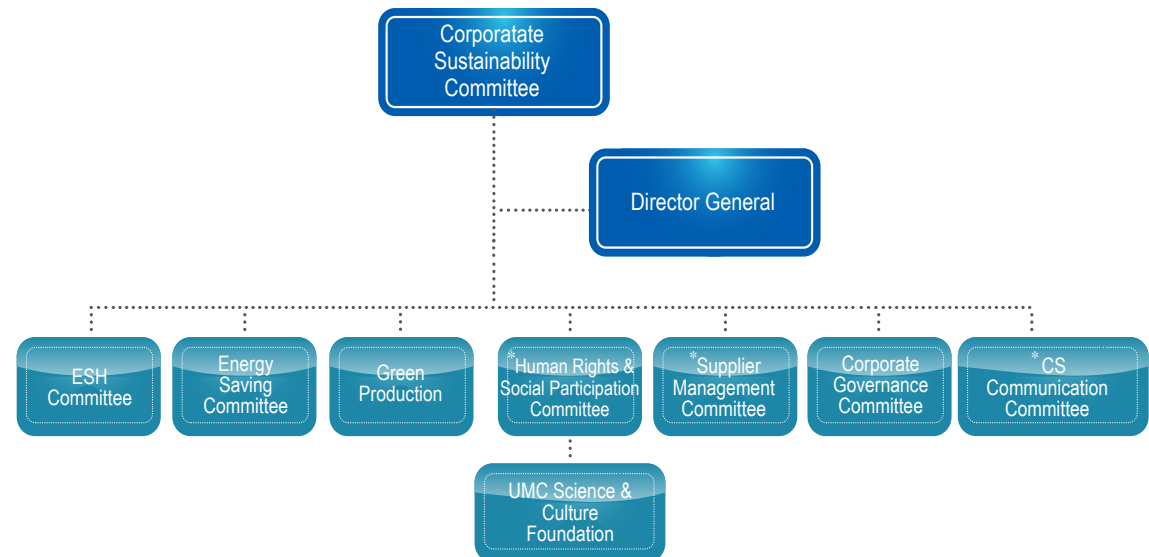 Corporatate
Sustainability
Committee
Director General
ESH
Committee
Energy
Saving
Committee
Green
Production
*Human Rights &
Social Participation
Committee
*Supplier
Management
Committee
Corporate
Governance
Committee
*CS
Communication
Committee
UMC Science &
Culture
Foundation